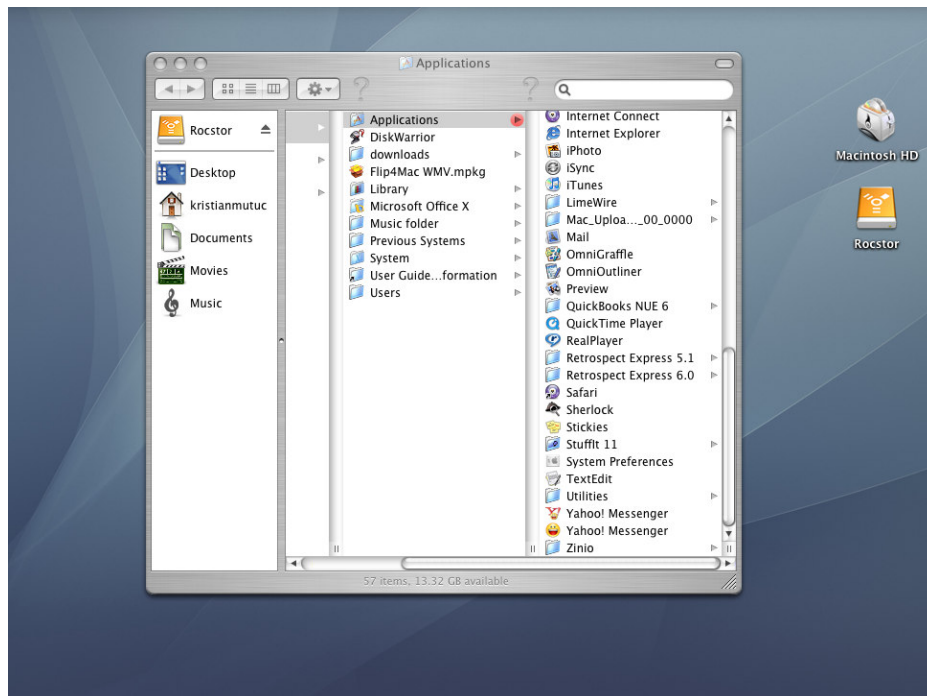 Applications
?
?
Rocstor
Desktop
kristianmutuc
Documents
Movies
Music
Applications
DiskWarrior
downloads
Flip4Mac WMV.mpkg
Library
Microsoft Office X
Music folder
Previous Systems
System
User Guide...formation
Users
Internet Connect
Internet Explorer
iPhoto
iSync
iTunes
LimeWire
Mac_Uploa..._00_0000
Mail
OmniGraffle
OmniOutliner
Preview
QuickBooks NUE 6
QuickTime Player
RealPlayer
Retrospect Express 5.1
Retrospect Express 6.0
Safari
Sherlock
Stickies
StuffIt 11
System Preferences
TextEdit
Utilities
Yahoo! Messenger
Yahoo! Messenger
Zinio
57 items, 13.32 GB available
Macintosh HD
Rocstor